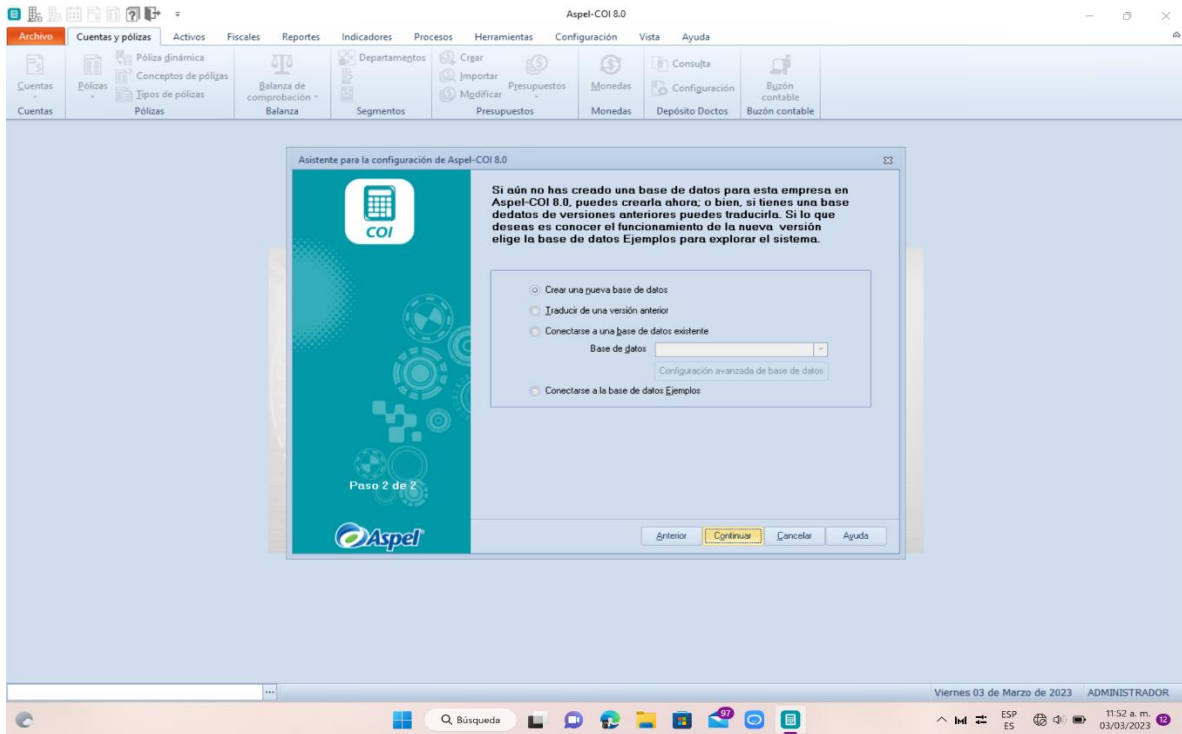 Aspel-COI 8.0
Archivo Cuentas y pólizas Activos Fiscales Reportes Indicadores Procesos Herramientas Configuración Vista Ayuda
Cuentas
Cuentas
Pólizas
Póliza dinámica
Conceptos de pólizas
Tipos de pólizas
Pólizas
Balanza de
comprobación
Balanza
Departamentos
Segmentos
Crear
Importar
Modificar
Presupuestos
Presupuestos
Monedas
Monedas
Consulta
Configuración
Depósito Doctos
Buzón
contable
Buzón contable
Asistente para la configuración de Aspel-COI 8.0
COI
Si aún no has creado una base de datos para esta empresa en
Aspel-COI 8.0, puedes crearla ahora; o bien, si tienes una base
dedatos de versiones anteriores puedes traducirla. Si lo que
deseas es conocer el funcionamiento de la nueva versión
elige la base de datos Ejemplos para explorar el sistema.
Crear una nueva base de datos
Traducir de una versión anterior
Conectarse a una base de datos existente
Base de datos
Configuración avanzada de base de datos
Conectarse a la base de datos Ejemplos
Paso 2 de 2
Aspel
Anterior Continuar Cancelar Ayuda
...
Viernes 03 de Marzo de 2023 ADMINISTRADOR
Búsqueda
97
ESP
ES
11:52 a. m.
03/03/2023
12